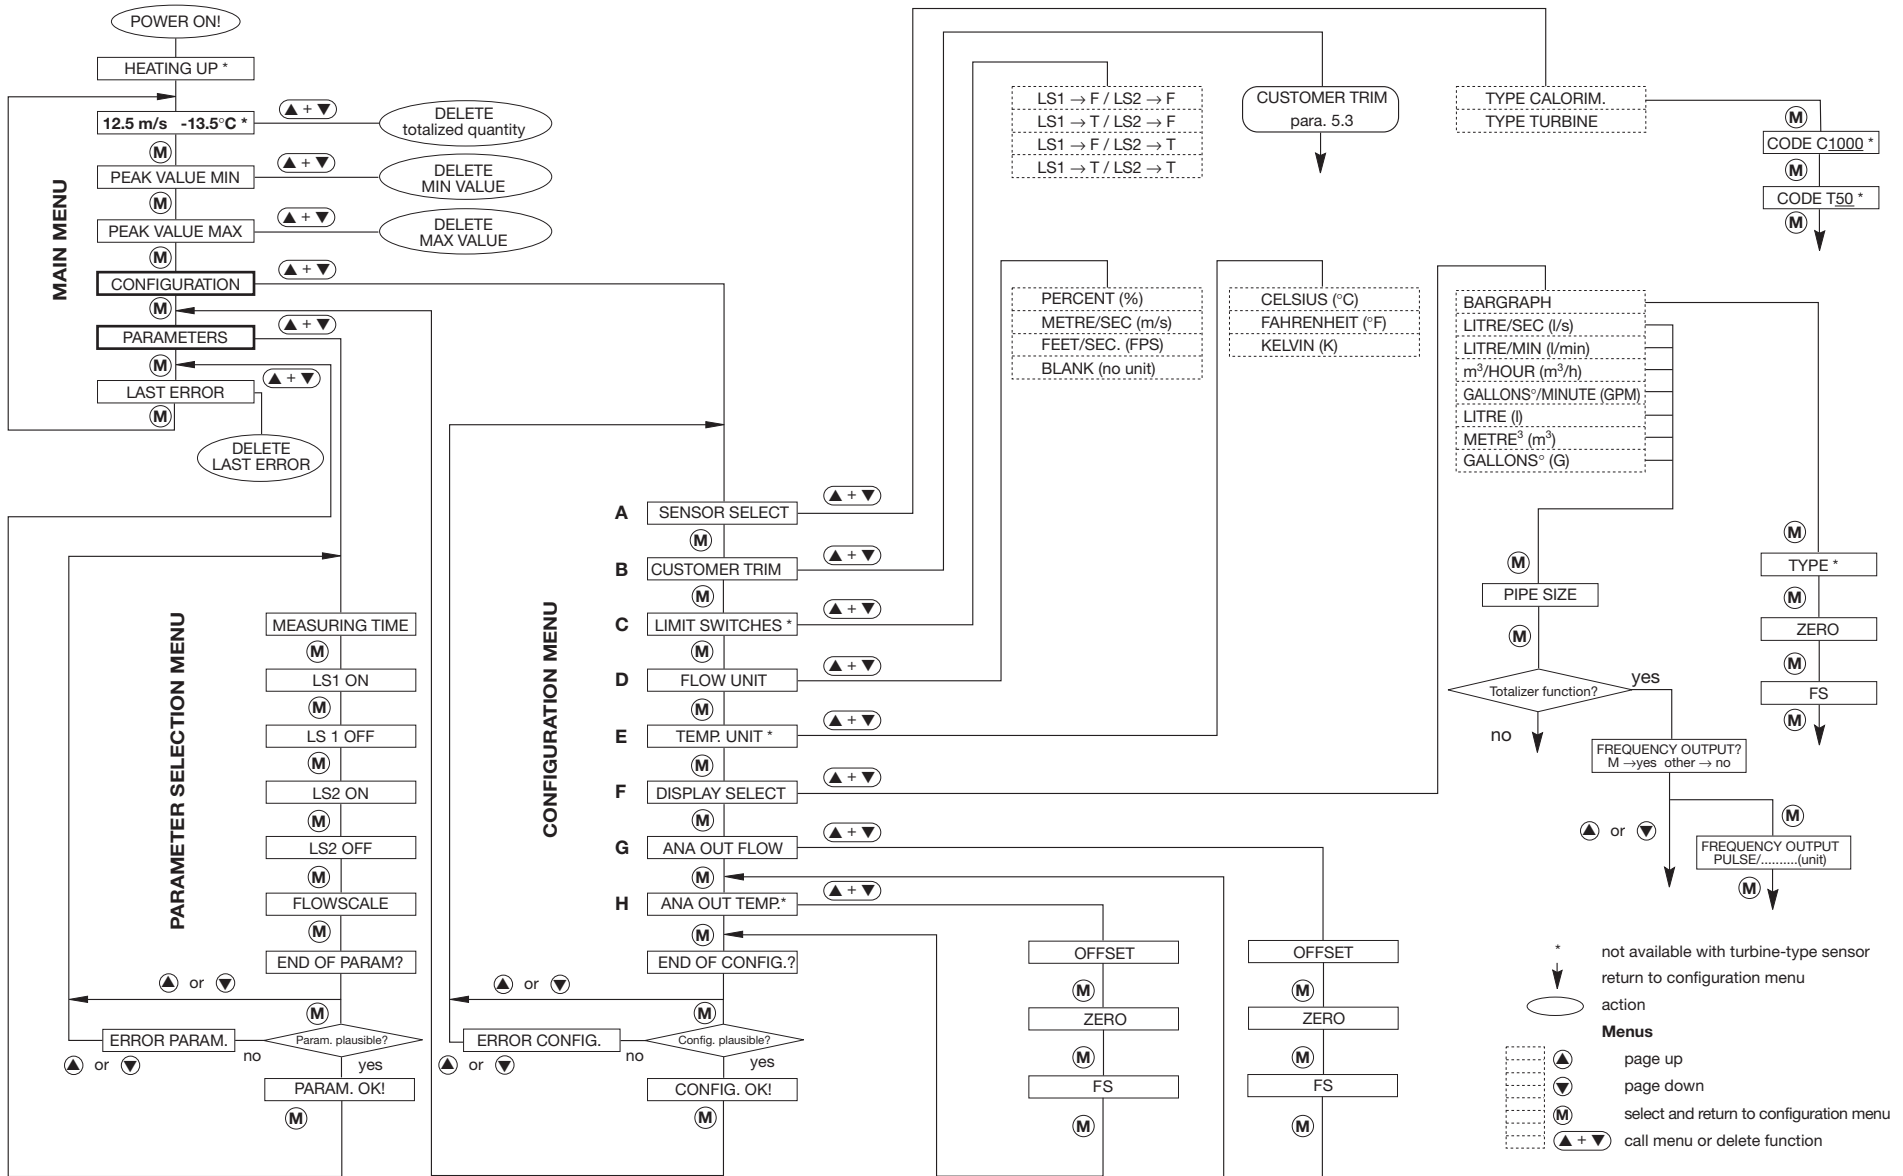 POWER ON!
HEATING UP *
12.5 m/s -13.5°C *
▲ + ▼
DELETE
totalized quantity
M
PEAK VALUE MIN
▲ + ▼
DELETE
MIN VALUE
M
PEAK VALUE MAX
▲ + ▼
DELETE
MAX VALUE
M
CONFIGURATION
▲ + ▼
M
PARAMETERS
▲ + ▼
M
LAST ERROR
▲ + ▼
M
DELETE
LAST ERROR
MAIN MENU
PARAMETER SELECTION MENU
MEASURING TIME
M
LS1 ON
M
LS 1 OFF
M
LS2 ON
M
LS2 OFF
M
FLOWSCALE
M
END OF PARAM?
▲ or ▼
M
ERROR PARAM.
no
Param. plausible?
▲ or ▼
yes
PARAM. OK!
M
CONFIGURATION MENU
A SENSOR SELECT
▲ + ▼
M
B CUSTOMER TRIM
▲ + ▼
M
C LIMIT SWITCHES *
▲ + ▼
M
D FLOW UNIT
▲ + ▼
M
E TEMP. UNIT *
▲ + ▼
M
F DISPLAY SELECT
▲ + ▼
M
G ANA OUT FLOW
▲ + ▼
M
H ANA OUT TEMP.*
▲ + ▼
M
END OF CONFIG.?
▲ or ▼
M
ERROR CONFIG.
no
Config. plausible?
▲ or ▼
yes
CONFIG. OK!
M
LS1 → F / LS2 → F
LS1 → T / LS2 → F
LS1 → F / LS2 → T
LS1 → T / LS2 → T
CUSTOMER TRIM
para. 5.3
TYPE CALORIM.
TYPE TURBINE
M
CODE C1000 *
M
CODE T50 *
M
PERCENT (%)
METRE/SEC (m/s)
FEET/SEC. (FPS)
BLANK (no unit)
CELSIUS (°C)
FAHRENHEIT (°F)
KELVIN (K)
BARGRAPH
LITRE/SEC (l/s)
LITRE/MIN (l/min)
m³/HOUR (m³/h)
GALLONS°/MINUTE (GPM)
LITRE (l)
METRE³ (m³)
GALLONS° (G)
M
PIPE SIZE
M
Totalizer function?
yes
no
FREQUENCY OUTPUT?
M →yes other → no
▲ or ▼
M
FREQUENCY OUTPUT
PULSE/..........(unit)
M
M
TYPE *
M
ZERO
M
FS
M
OFFSET
M
ZERO
M
FS
M
OFFSET
M
ZERO
M
FS
M
* not available with turbine-type sensor
return to configuration menu
action
Menus
▲ page up
▼ page down
M select and return to configuration menu
▲ + ▼ call menu or delete function